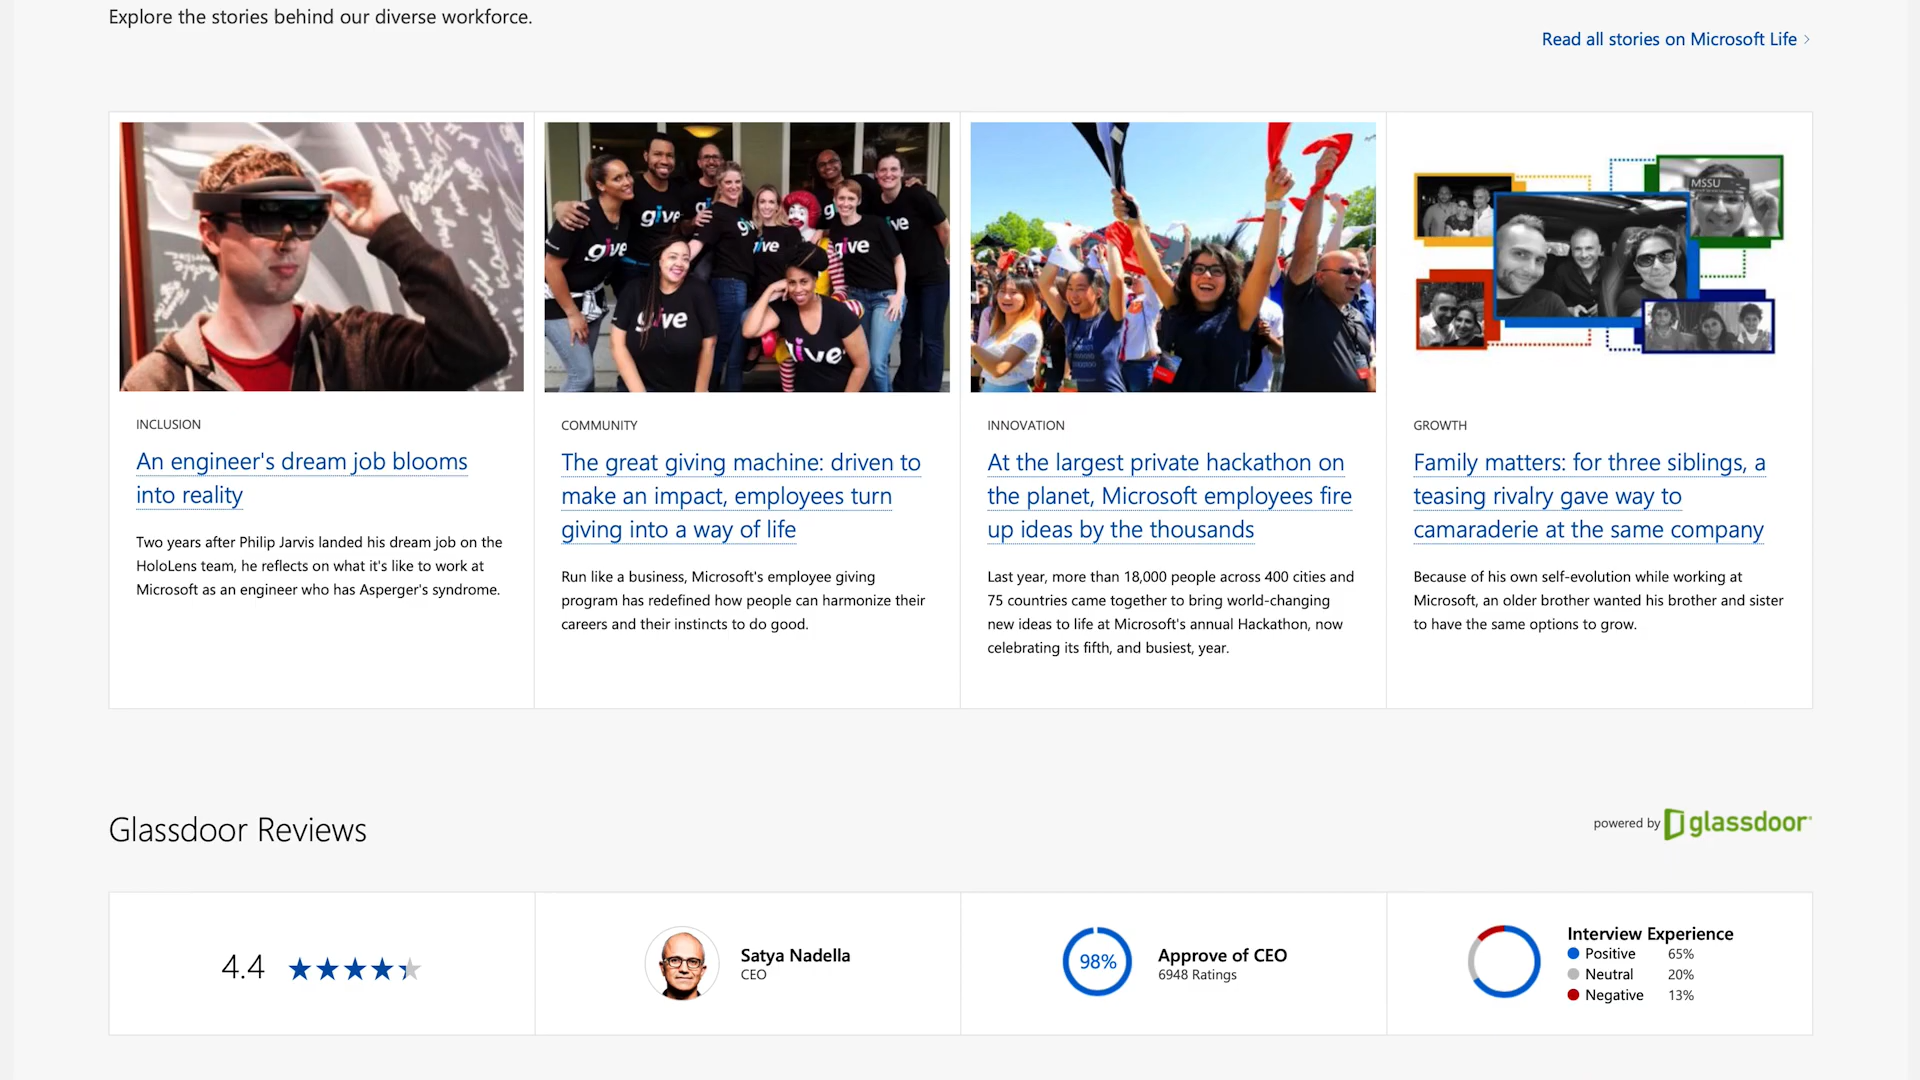 Explore the stories behind our diverse workforce.
Read all stories on Microsoft Life
give
give
give
give
give
MSSU
INCLUSION
An engineer's dream job blooms
into reality
Two years after Philip Jarvis landed his dream job on the
HoloLens team, he reflects on what it's like to work at
Microsoft as an engineer who has Asperger's syndrome.
COMMUNITY
The great giving machine: driven to
make an impact, employees turn
giving into a way of life
Run like a business, Microsoft's employee giving
program has redefined how people can harmonize their
careers and their instincts to do good.
INNOVATION
At the largest private hackathon on
the planet, Microsoft employees fire
up ideas by the thousands
Last year, more than 18,000 people across 400 cities and
75 countries came together to bring world-changing
new ideas to life at Microsoft's annual Hackathon, now
celebrating its fifth, and busiest, year.
GROWTH
Family matters: for three siblings, a
teasing rivalry gave way to
camaraderie at the same company
Because of his own self-evolution while working at
Microsoft, an older brother wanted his brother and sister
to have the same options to grow.
Glassdoor Reviews
powered by glassdoor
4.4
Satya Nadella
CEO
98%
Approve of CEO
6948 Ratings
Interview Experience
Positive 65%
Neutral 20%
Negative 13%